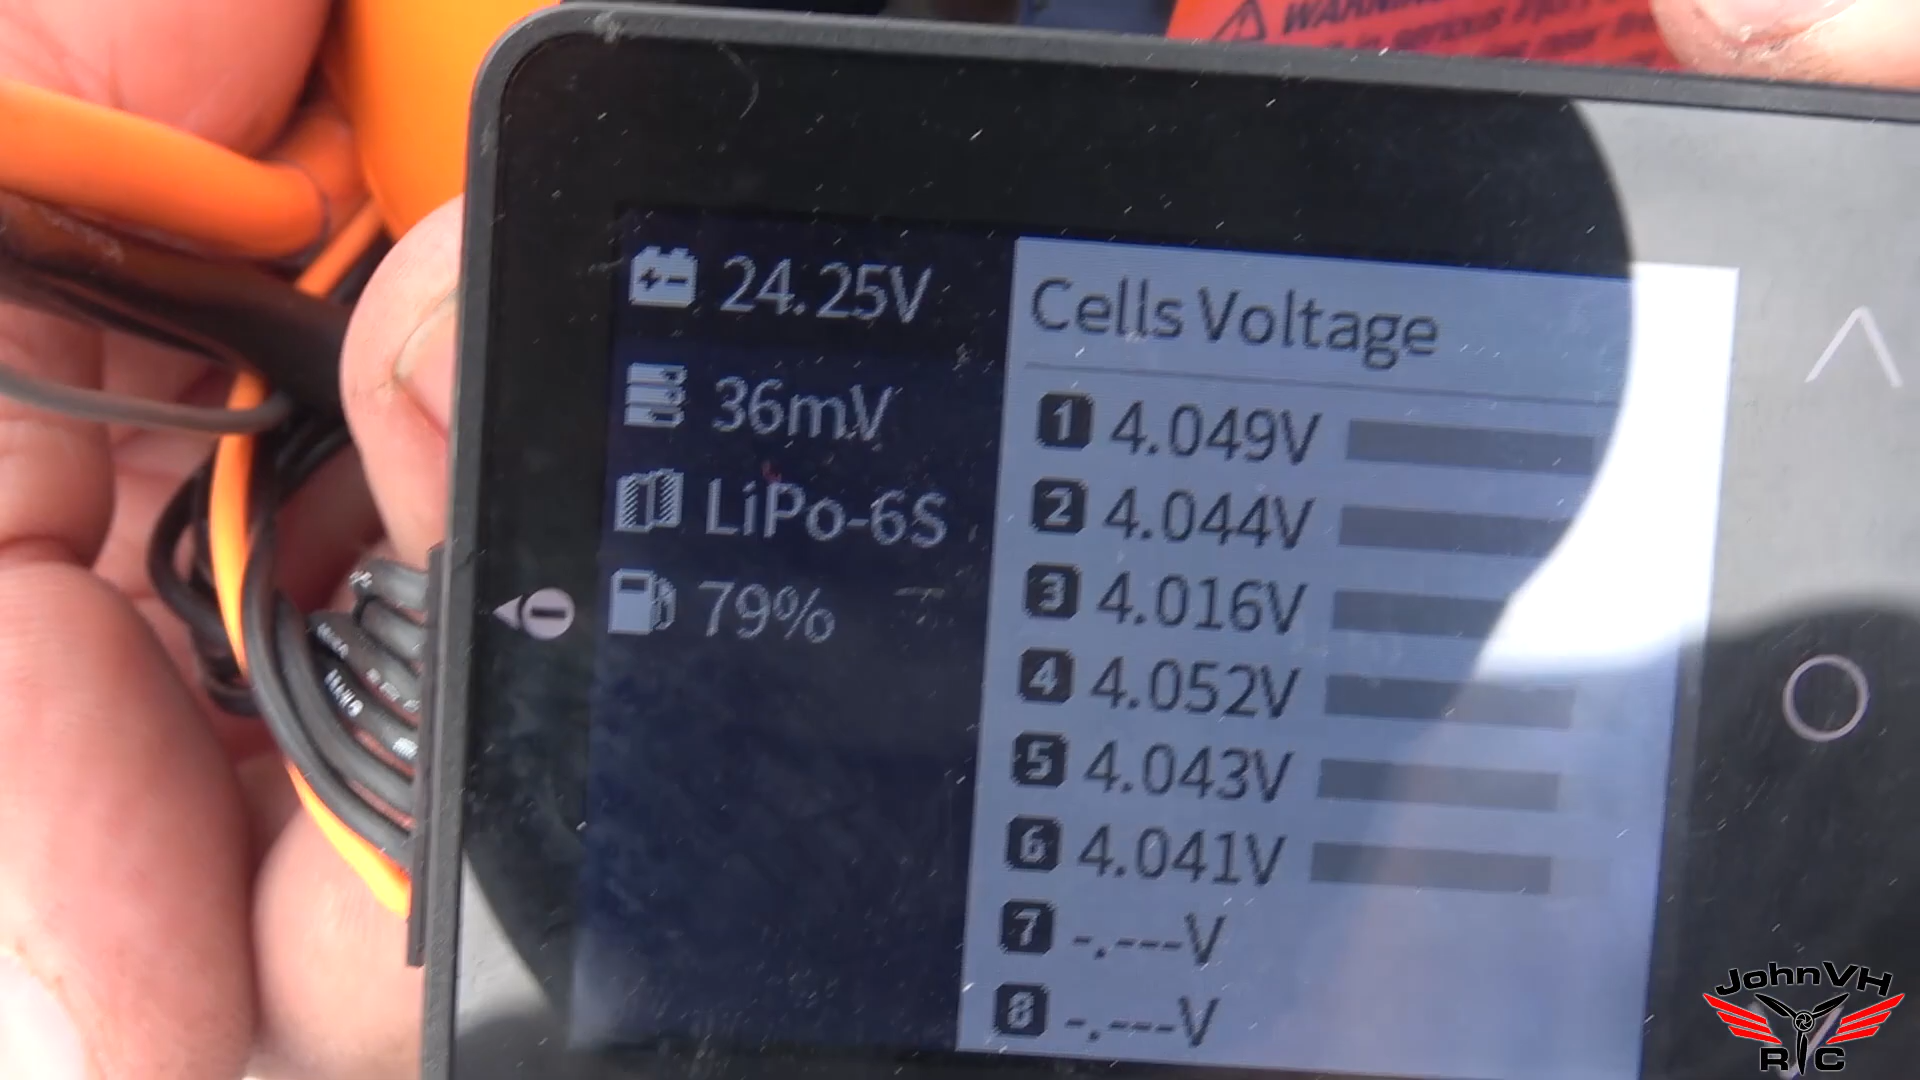 WARNING
24.25V
36mV
LiPo-6S
79%
Cells Voltage
1 4.049V
2 4.044V
3 4.016V
4 4.052V
5 4.043V
6 4.041V
7 -.---V
8 -.---V
JohnVH
RC